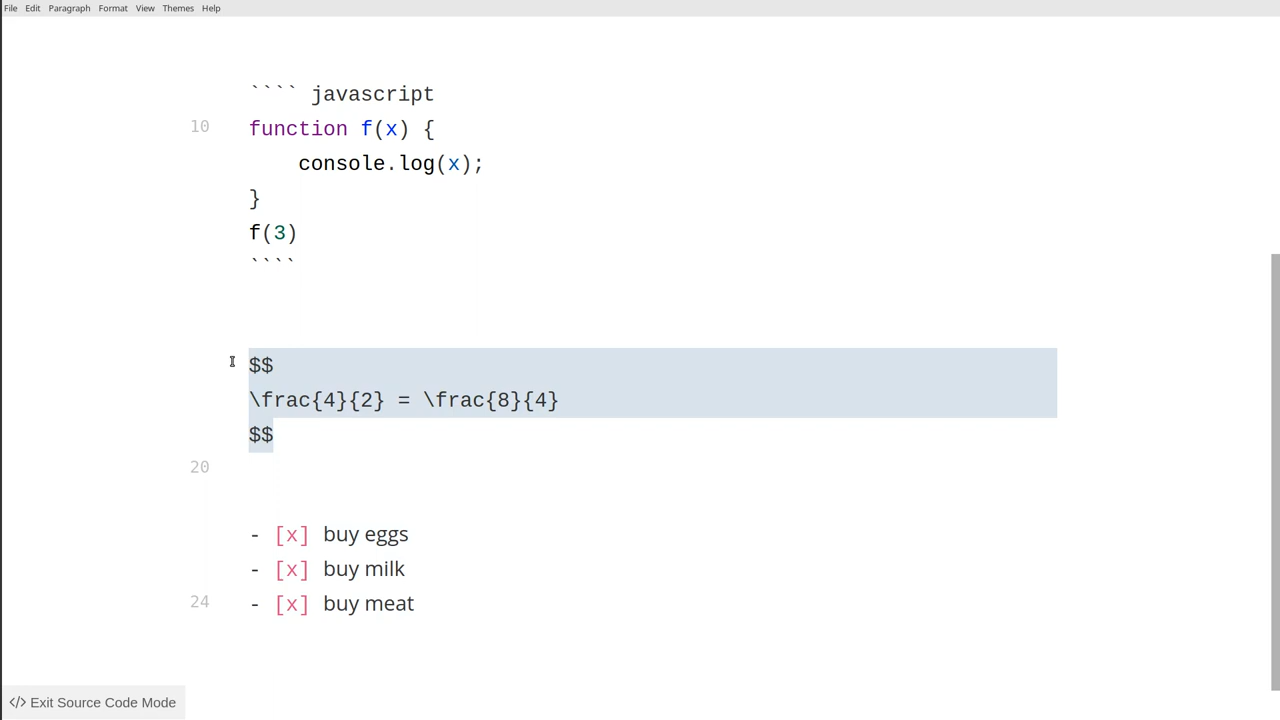 File Edit Paragraph Format View Themes Help
```` javascript
10 function f(x) {
console.log(x);
}
f(3)
````
$$
\frac{4}{2} = \frac{8}{4}
$$
20
- [x] buy eggs
- [x] buy milk
24 - [x] buy meat
</> Exit Source Code Mode